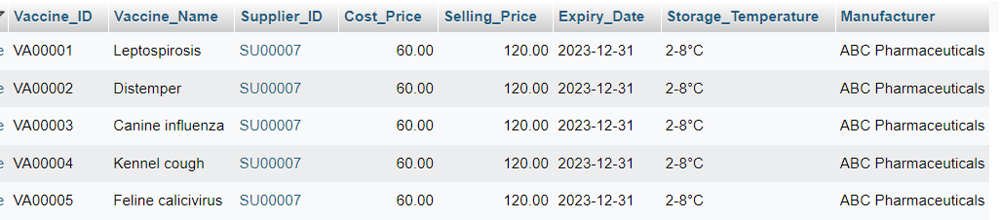 Vaccine_ID Vaccine_Name Supplier_ID Cost_Price Selling_Price Expiry_Date Storage_Temperature Manufacturer
e VA00001 Leptospirosis SU00007 60.00 120.00 2023-12-31 2-8°C ABC Pharmaceuticals
e VA00002 Distemper SU00007 60.00 120.00 2023-12-31 2-8°C ABC Pharmaceuticals
e VA00003 Canine influenza SU00007 60.00 120.00 2023-12-31 2-8°C ABC Pharmaceuticals
e VA00004 Kennel cough SU00007 60.00 120.00 2023-12-31 2-8°C ABC Pharmaceuticals
e VA00005 Feline calicivirus SU00007 60.00 120.00 2023-12-31 2-8°C ABC Pharmaceuticals